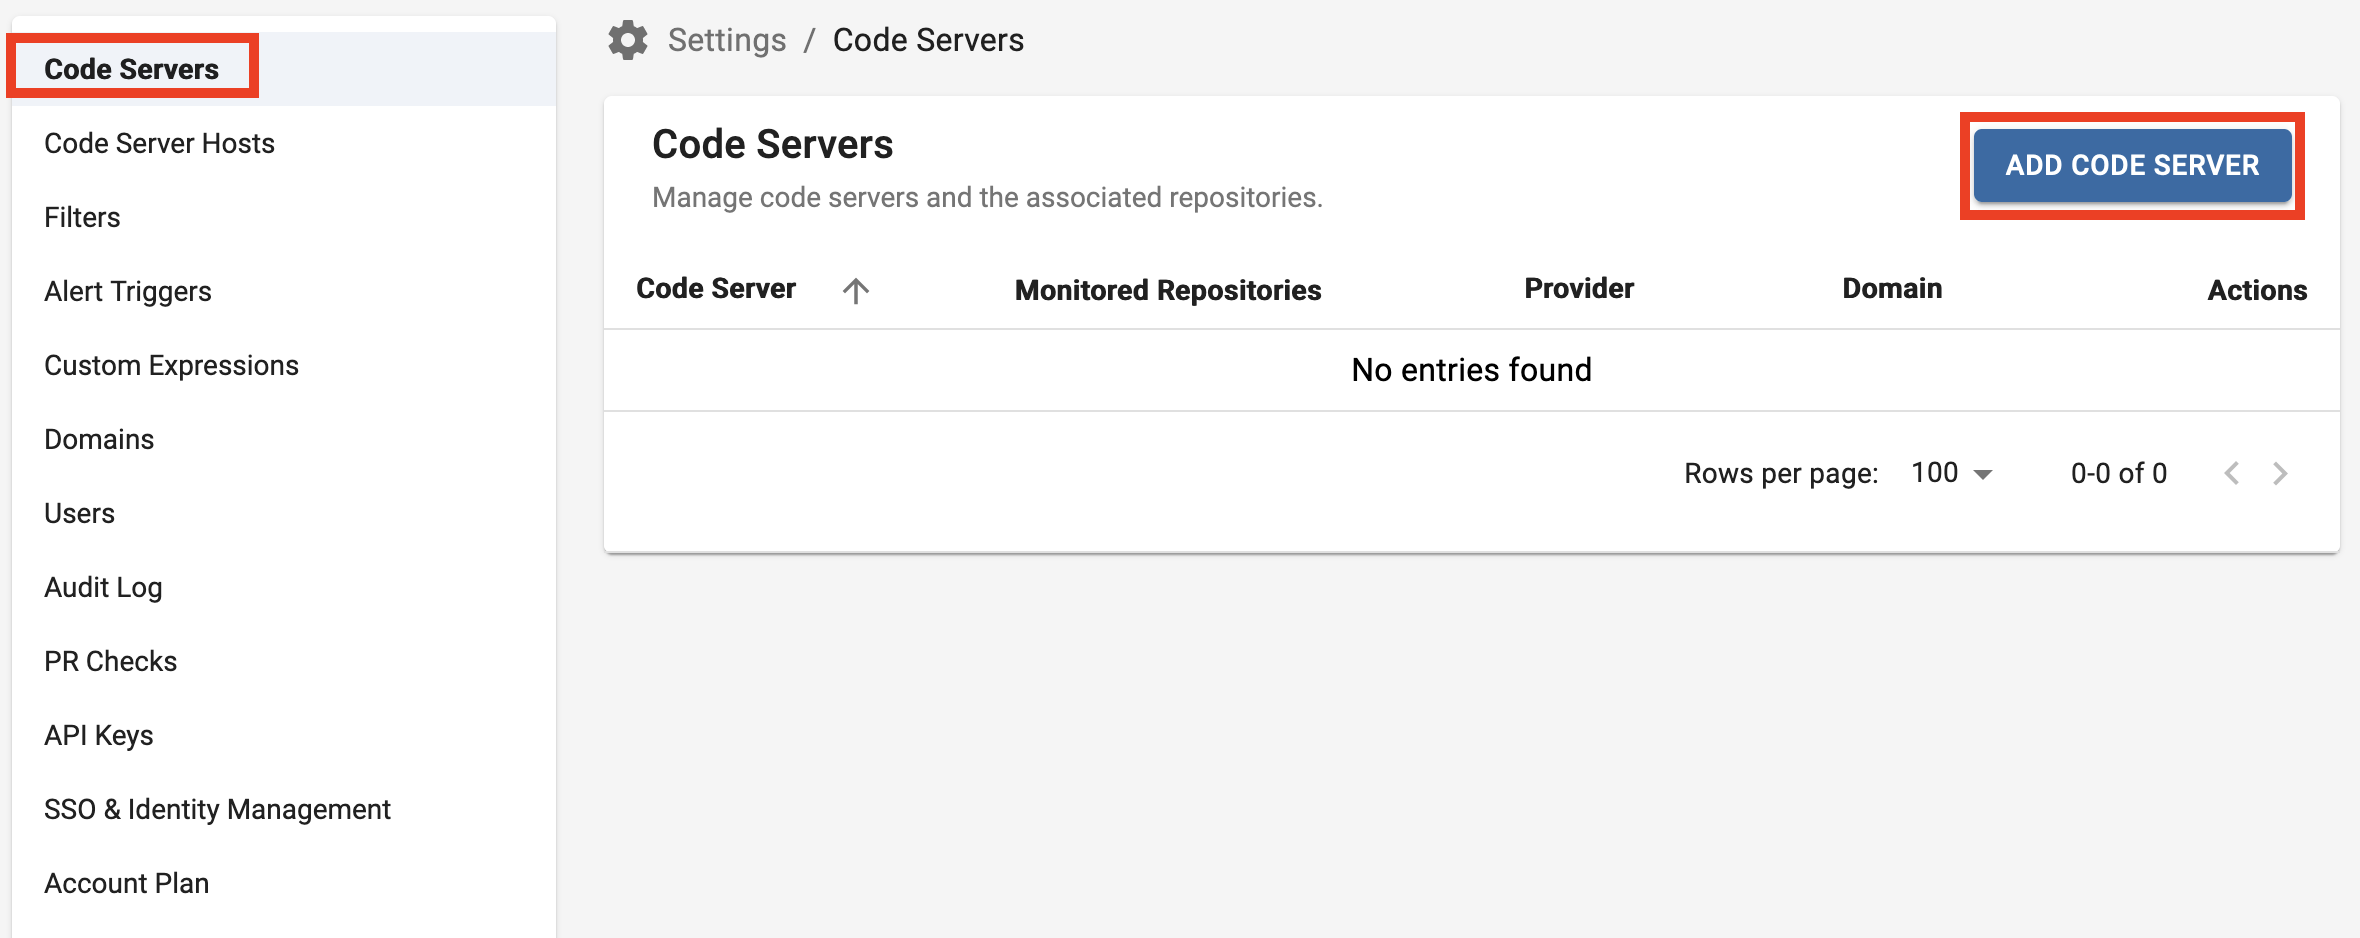 Code Servers
Code Server Hosts
Filters
Alert Triggers
Custom Expressions
Domains
Users
Audit Log
PR Checks
API Keys
SSO & Identity Management
Account Plan
Settings / Code Servers
Code Servers
ADD CODE SERVER
Manage code servers and the associated repositories.
Code Server Monitored Repositories Provider Domain Actions
No entries found
Rows per page: 100 0-0 of 0